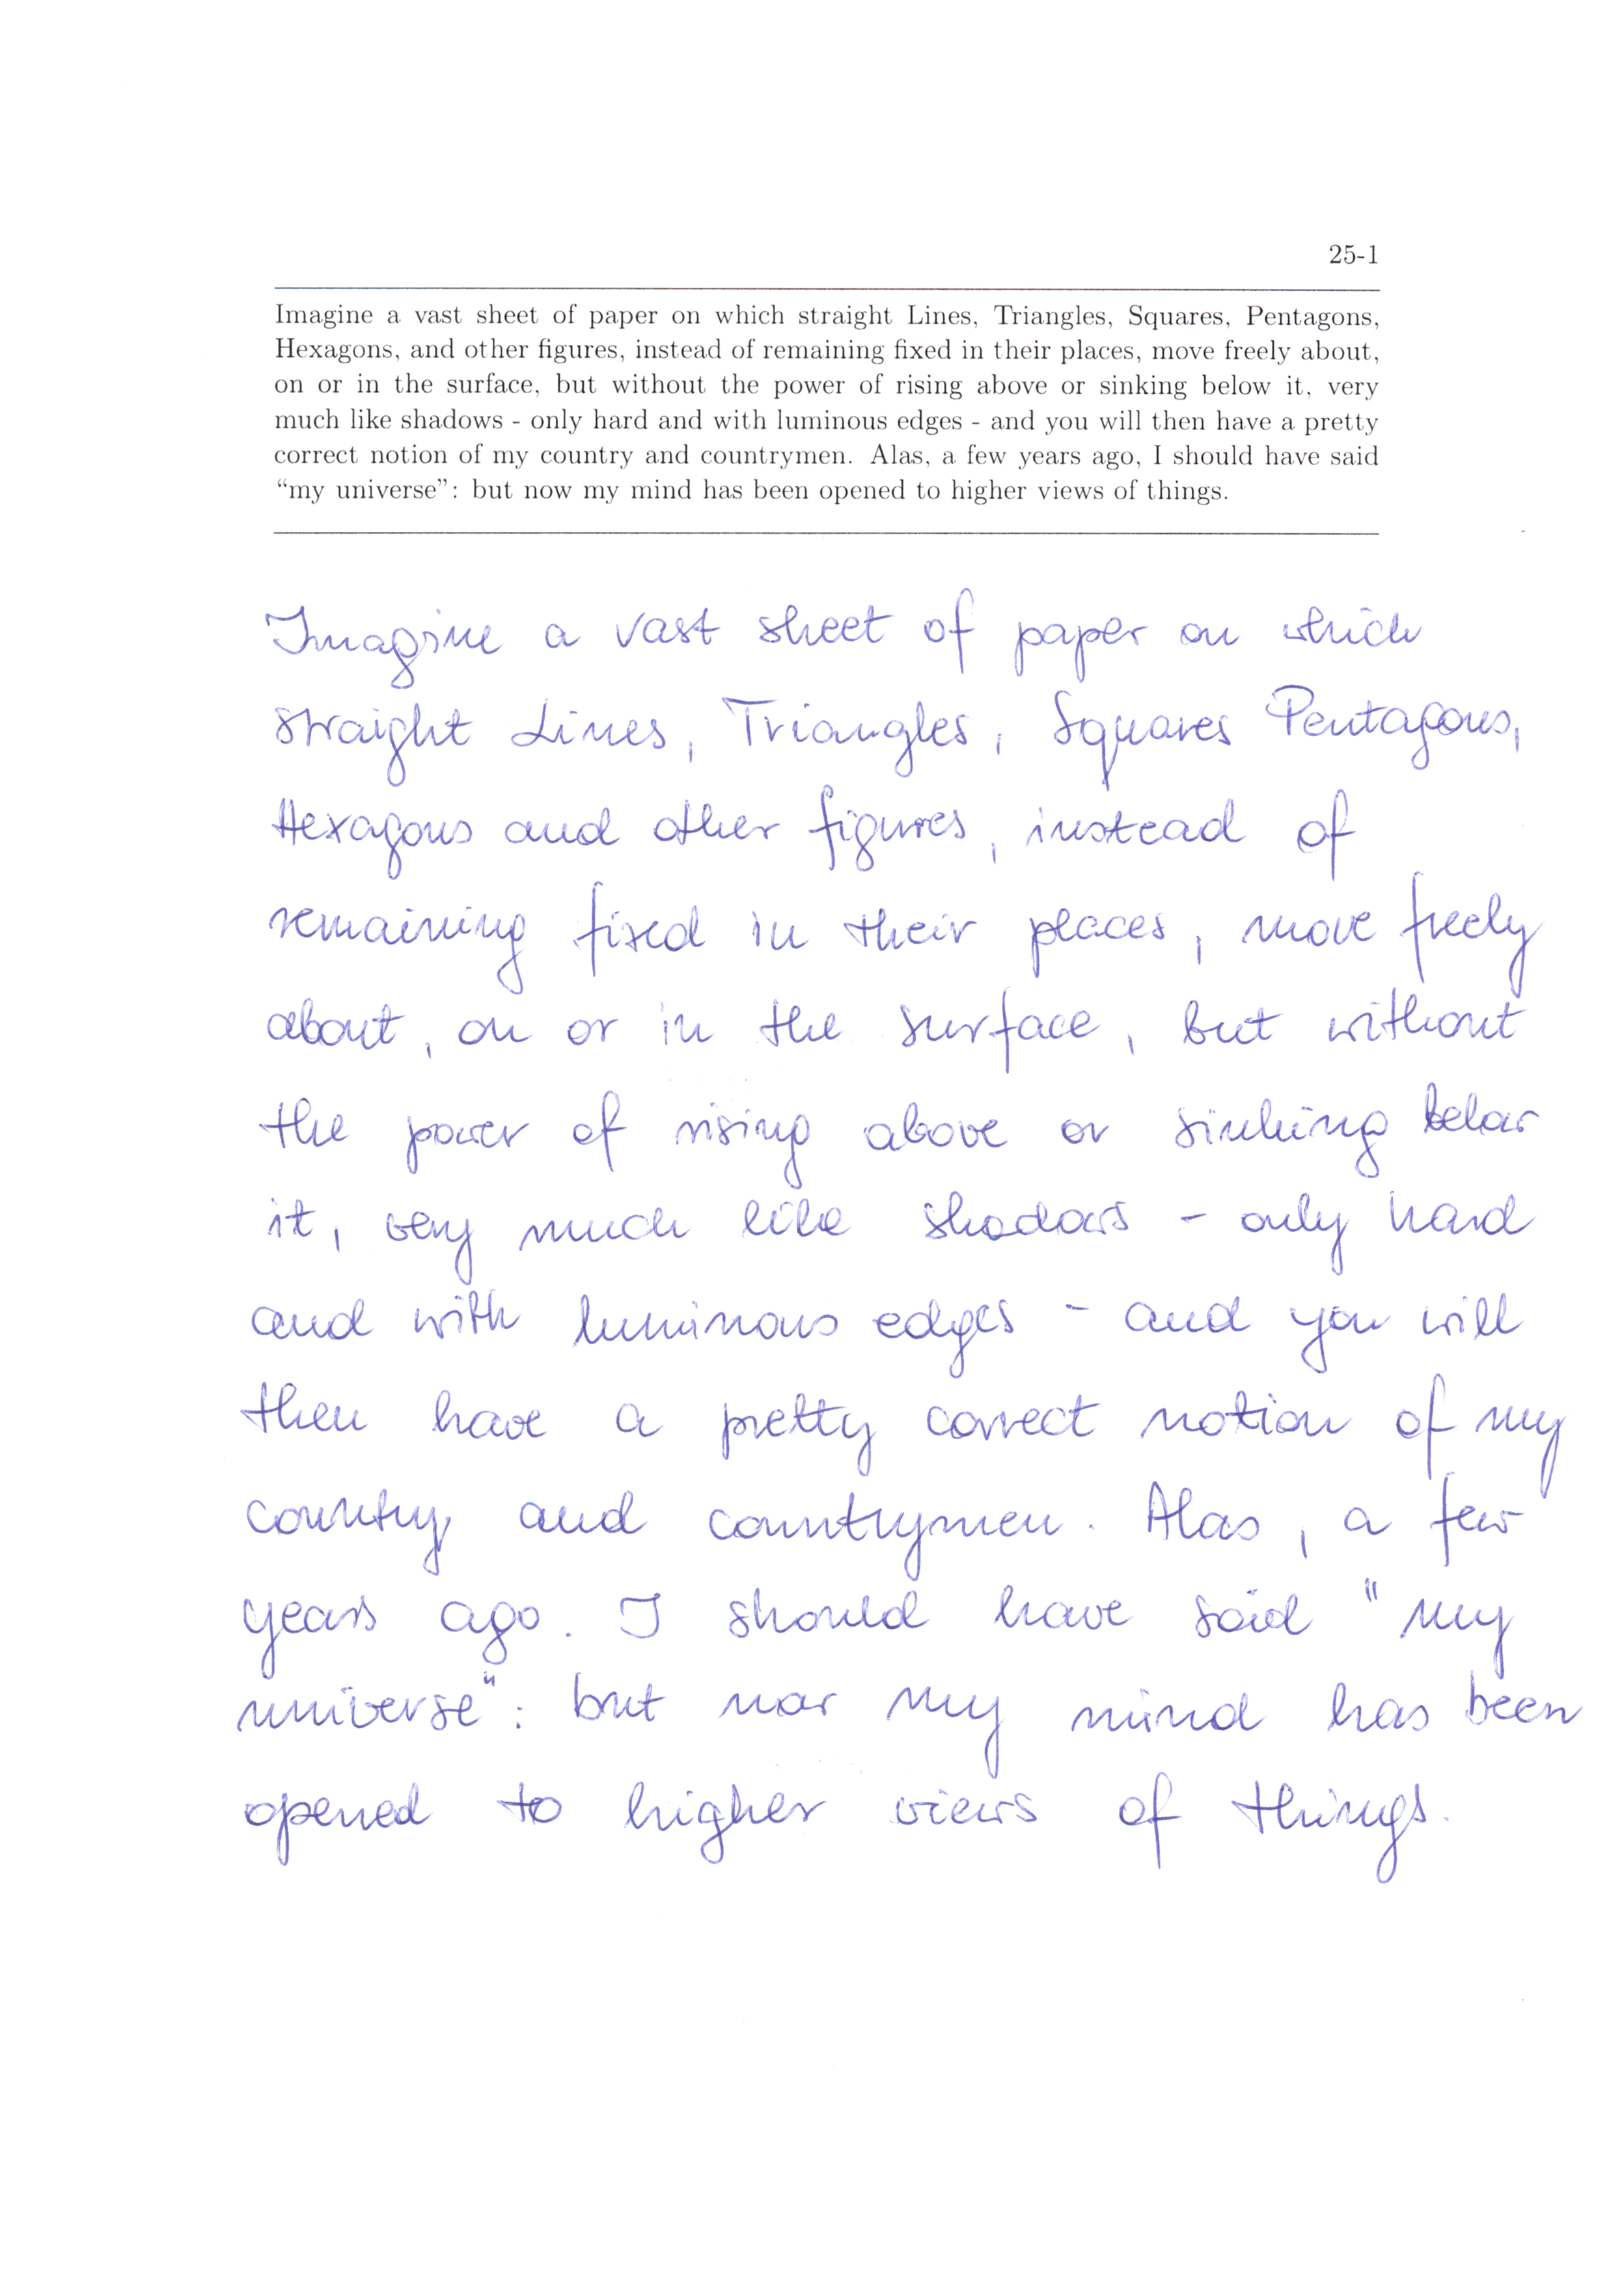 25-1
Imagine a vast sheet of paper on which straight Lines, Triangles, Squares, Pentagons,
Hexagons, and other figures, instead of remaining fixed in their places, move freely about,
on or in the surface, but without the power of rising above or sinking below it, very
much like shadows - only hard and with luminous edges - and you will then have a pretty
correct notion of my country and countrymen. Alas, a few years ago, I should have said
“my universe”: but now my mind has been opened to higher views of things.
Imagine a vast sheet of paper on which
straight Lines, Triangles, Squares Pentagons,
Hexagons and other figures, instead of
remaining fixed in their places, move freely
about, on or in the surface, but without
the power of rising above or sinking below
it, very much like shadows - only hard
and with luminous edges - and you will
then have a pretty correct notion of my
country and countrymen. Alas, a few
years ago. I should have said "my
universe": but now my mind has been
opened to higher views of things.